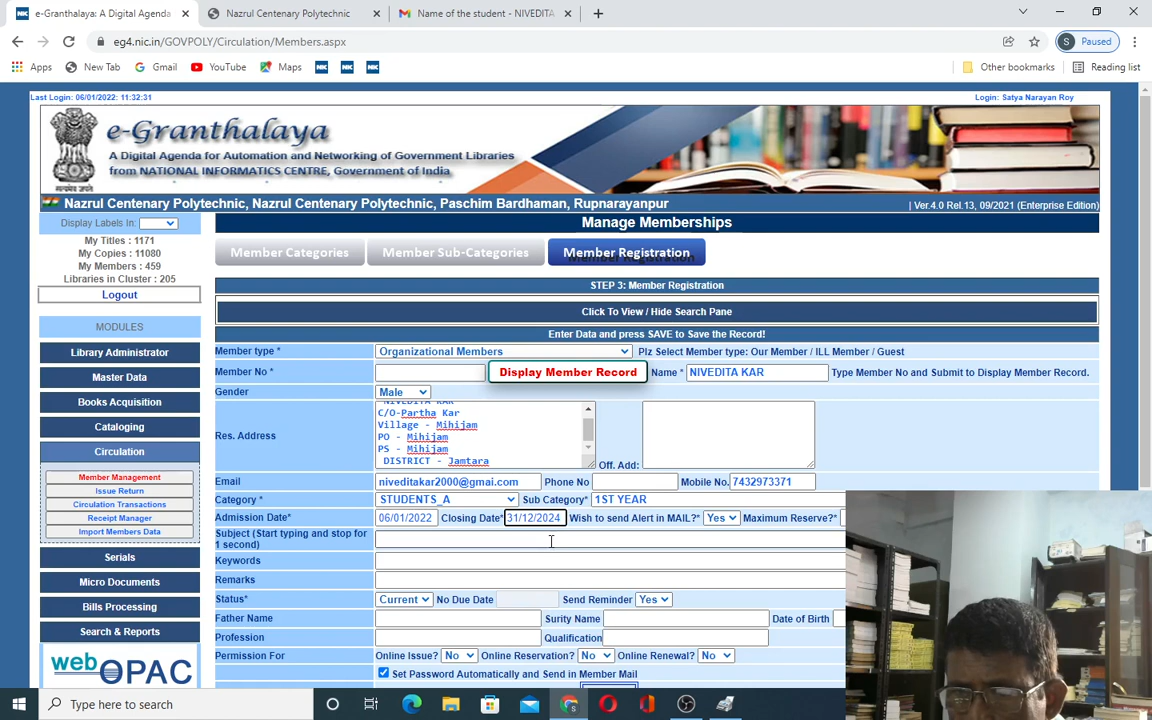 e-Granthalaya: A Digital Agenda
Nazrul Centenary Polytechnic
Name of the student - NIVEDITA
eg4.nic.in/GOVPOLY/Circulation/Members.aspx
S Paused
Apps New Tab Gmail YouTube Maps NIC NIC NIC Other bookmarks Reading list
Last Login: 06/01/2022: 11:32:31 Login: Satya Narayan Roy
e-Granthalaya
A Digital Agenda for Automation and Networking of Government Libraries
from NATIONAL INFORMATICS CENTRE, Government of India
Nazrul Centenary Polytechnic, Nazrul Centenary Polytechnic, Paschim Bardhaman, Rupnarayanpur | Ver.4.0 Rel.13, 09/2021 (Enterprise Edition)
Display Labels In:
My Titles : 1171
My Copies : 11080
My Members : 459
Libraries in Cluster : 205
Logout
MODULES
Library Administrator
Master Data
Books Acquisition
Cataloging
Circulation
Member Management
Issue Return
Circulation Transactions
Receipt Manager
Import Members Data
Serials
Micro Documents
Bills Processing
Search & Reports
web OPAC
Manage Memberships
Member Categories Member Sub-Categories Member Registration
STEP 3: Member Registration
Click To View / Hide Search Pane
Enter Data and press SAVE to Save the Record!
Member type * Organizational Members Plz Select Member type: Our Member / ILL Member / Guest
Member No * Display Member Record Name * NIVEDITA KAR Type Member No and Submit to Display Member Record.
Gender Male
NIVEDITA KAR
C/O-Partha Kar
Village - Mihijam
PO - Mihijam
PS - Mihijam
DISTRICT - Jamtara
Res. Address Off. Add:
Email niveditakar2000@gmai.com Phone No Mobile No. 7432973371
Category * STUDENTS_A Sub Category* 1ST YEAR
Admission Date* 06/01/2022 Closing Date* 31/12/2024 Wish to send Alert in MAIL?* Yes Maximum Reserve?*
Subject (Start typing and stop for
1 second)
Keywords
Remarks
Status* Current No Due Date Send Reminder Yes
Father Name Surity Name Date of Birth
Profession Qualification
Permission For Online Issue? No Online Reservation? No Online Renewal? No
Set Password Automatically and Send in Member Mail
Type here to search